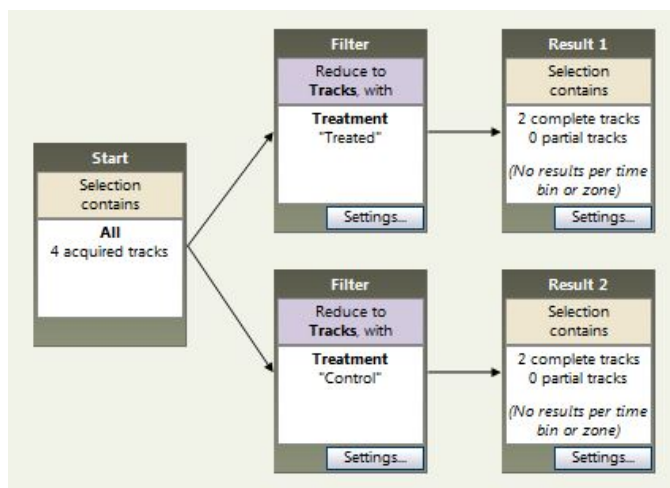 Start
Selection
contains
All
4 acquired tracks
Filter
Reduce to
Tracks, with
Treatment
"Treated"
Settings...
Result 1
Selection
contains
2 complete tracks
0 partial tracks
(No results per time
bin or zone)
Settings...
Filter
Reduce to
Tracks, with
Treatment
"Control"
Settings...
Result 2
Selection
contains
2 complete tracks
0 partial tracks
(No results per time
bin or zone)
Settings...